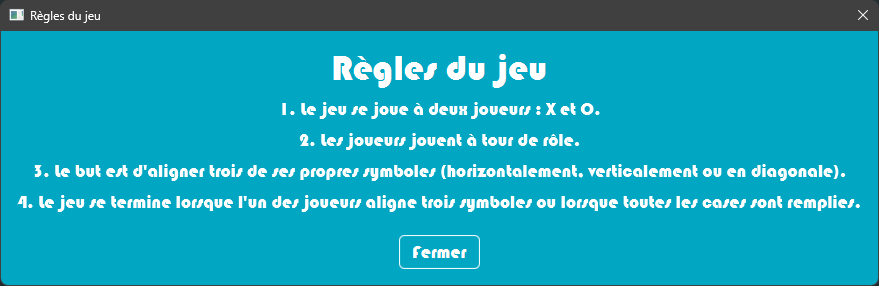 Règles du jeu
Règles du jeu
1. Le jeu se joue à deux joueurs : X et O.
2. Les joueurs jouent à tour de rôle.
3. Le but est d'aligner trois de ses propres symboles (horizontalement, verticalement ou en diagonale).
4. Le jeu se termine lorsque l'un des joueurs aligne trois symboles ou lorsque toutes les cases sont remplies.
Fermer